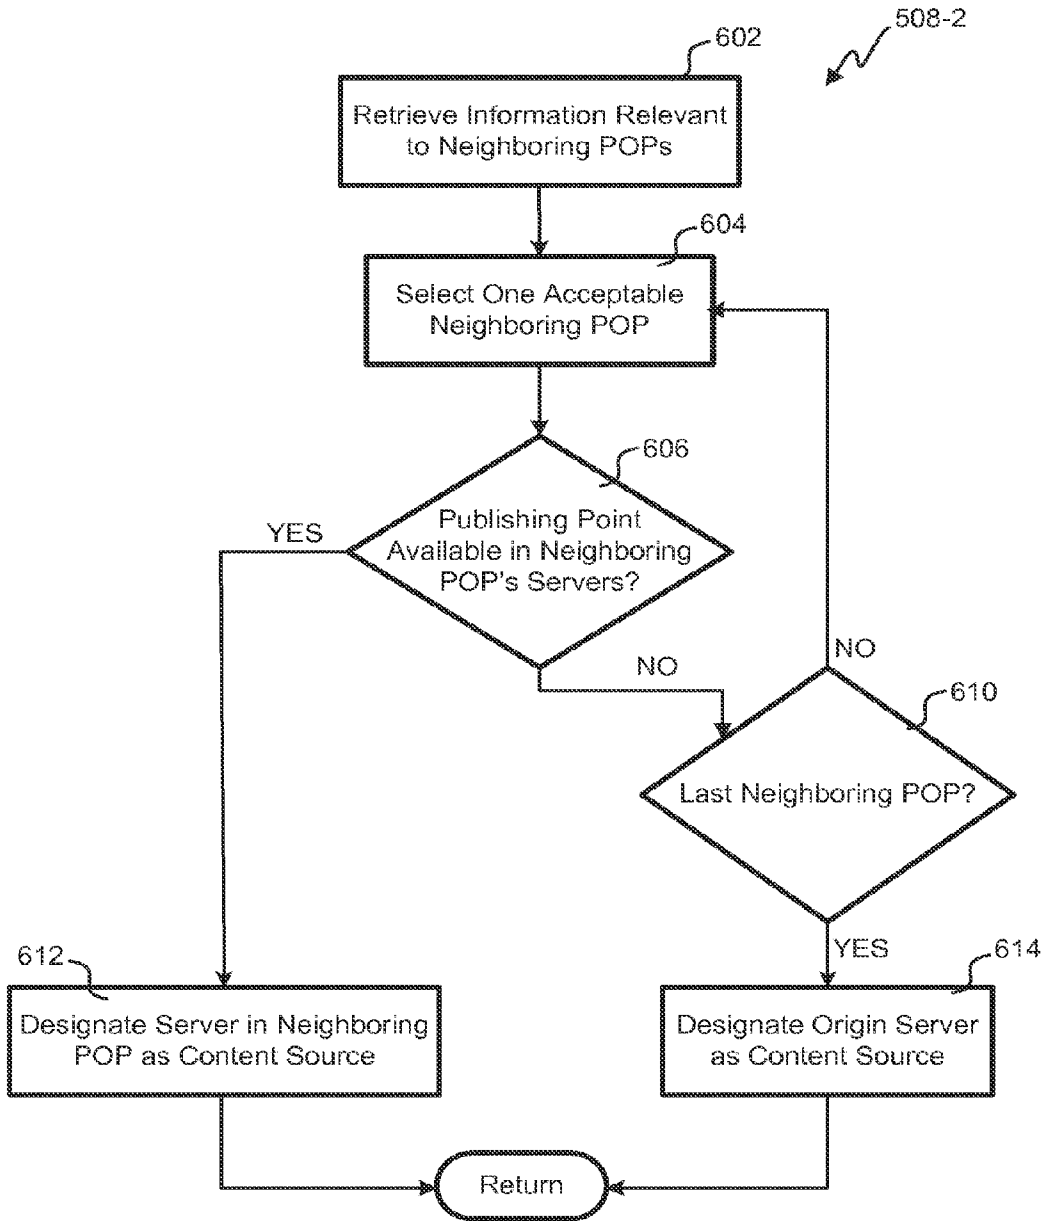 508-2
602
Retrieve Information Relevant
to Neighboring POPs
604
Select One Acceptable
Neighboring POP
606
Publishing Point
Available in Neighboring
POP's Servers?
YES
NO
NO
610
Last Neighboring POP?
YES
612
Designate Server in Neighboring
POP as Content Source
614
Designate Origin Server
as Content Source
Return